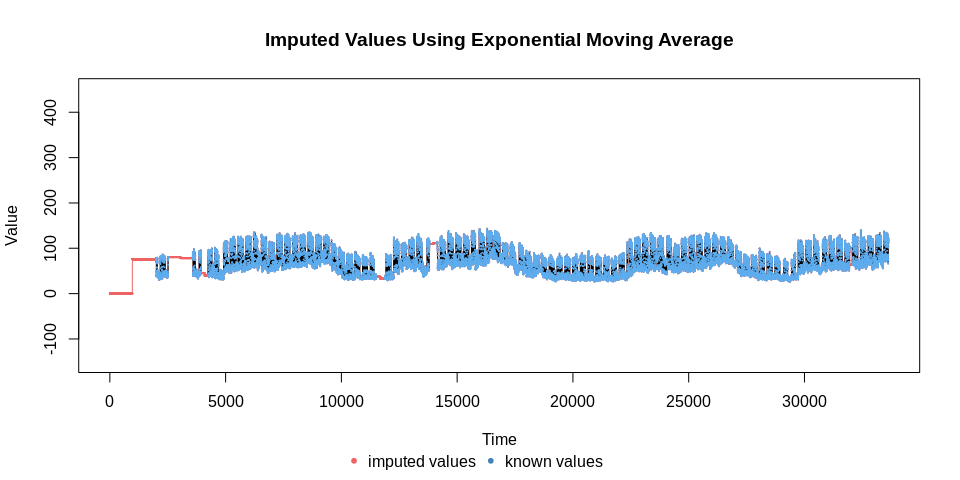 Imputed Values Using Exponential Moving Average
Value
400
300
200
100
0
-100
0 5000 10000 15000 20000 25000 30000
Time
imputed values known values